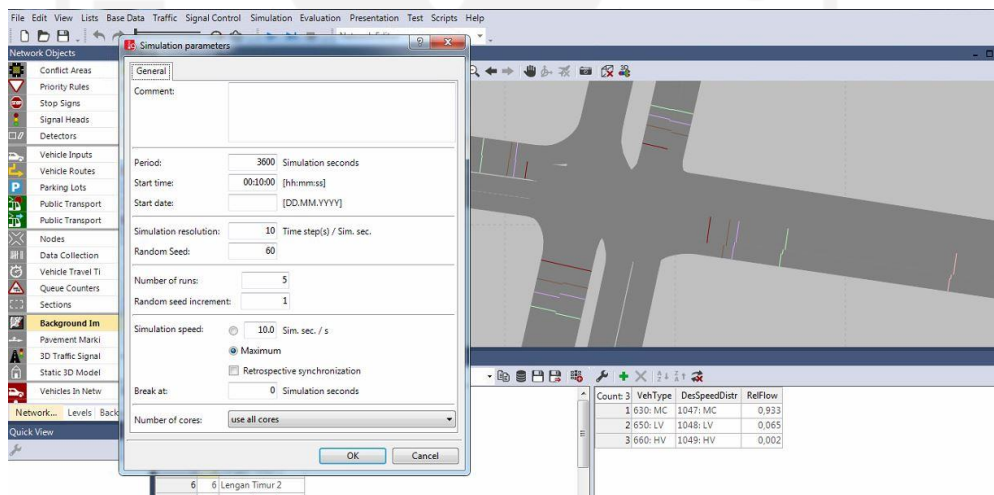 File Edit View Lists Base Data Traffic Signal Control Simulation Evaluation Presentation Test Scripts Help
Network Objects
Conflict Areas
Priority Rules
Stop Signs
Signal Heads
Detectors
Vehicle Inputs
Vehicle Routes
Parking Lots
Public Transport
Public Transport
Nodes
Data Collection
Vehicle Travel Ti
Queue Counters
Sections
Background Im
Pavement Marki
3D Traffic Signal
Static 3D Model
Vehicles In Netw
Network... Levels Back
Quick View
Simulation parameters
General
Comment:
Period: 3600 Simulation seconds
Start time: 00:10:00 [hh:mm:ss]
Start date: [DD.MM.YYYY]
Simulation resolution: 10 Time step(s) / Sim. sec.
Random Seed: 60
Number of runs: 5
Random seed increment: 1
Simulation speed: 10.0 Sim. sec. / s
Maximum
Retrospective synchronization
Break at: 0 Simulation seconds
Number of cores: use all cores
OK Cancel
6 6 Lengan Timur 2
Count: 3 VehType DesSpeedDistr RelFlow
1 630: MC 1047: MC 0,933
2 650: LV 1048: LV 0,065
3 660: HV 1049: HV 0,002